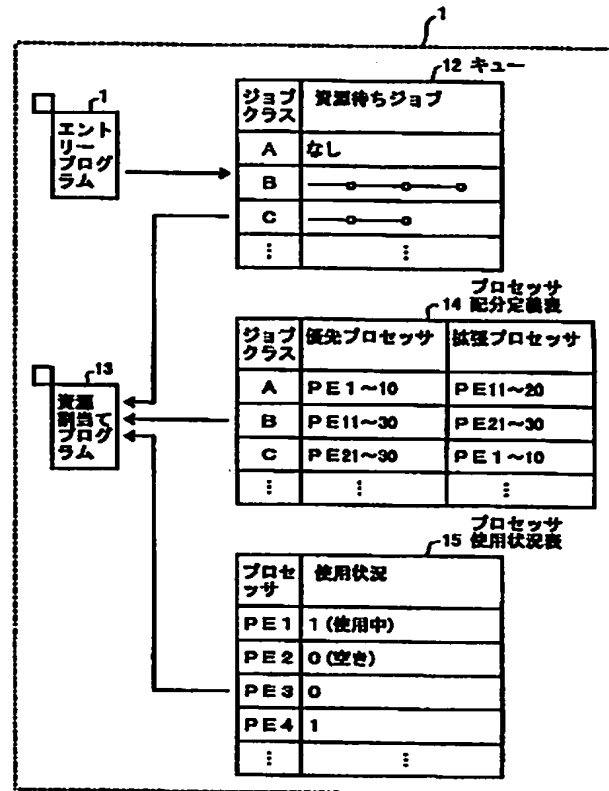 1
12 キュー
1
エント
リー
プログ
ラム
ジョブ
クラス
資源待ちジョブ
A
なし
B
C
⋮
⋮
プロセッサ
14 配分定義表
13
資源
割当て
プログ
ラム
ジョブ
クラス
優先プロセッサ
拡張プロセッサ
A
PE1～10
PE11～20
B
PE11～30
PE21～30
C
PE21～30
PE1～10
⋮
⋮
⋮
プロセッサ
15 使用状況表
プロセ
ッサ
使用状況
PE1
1(使用中)
PE2
0(空き)
PE3
0
PE4
1
⋮
⋮